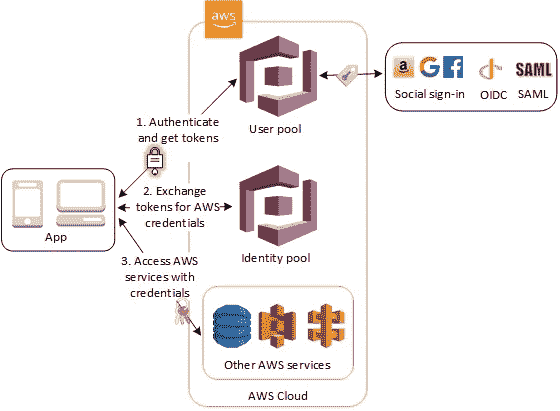 aws
1. Authenticate
and get tokens
User pool
a G f
OIDC
SAML
Social sign-in
SAML
2. Exchange
tokens for AWS
credentials
App
Identity pool
3. Access AWS
services with
credentials
Other AWS services
AWS Cloud